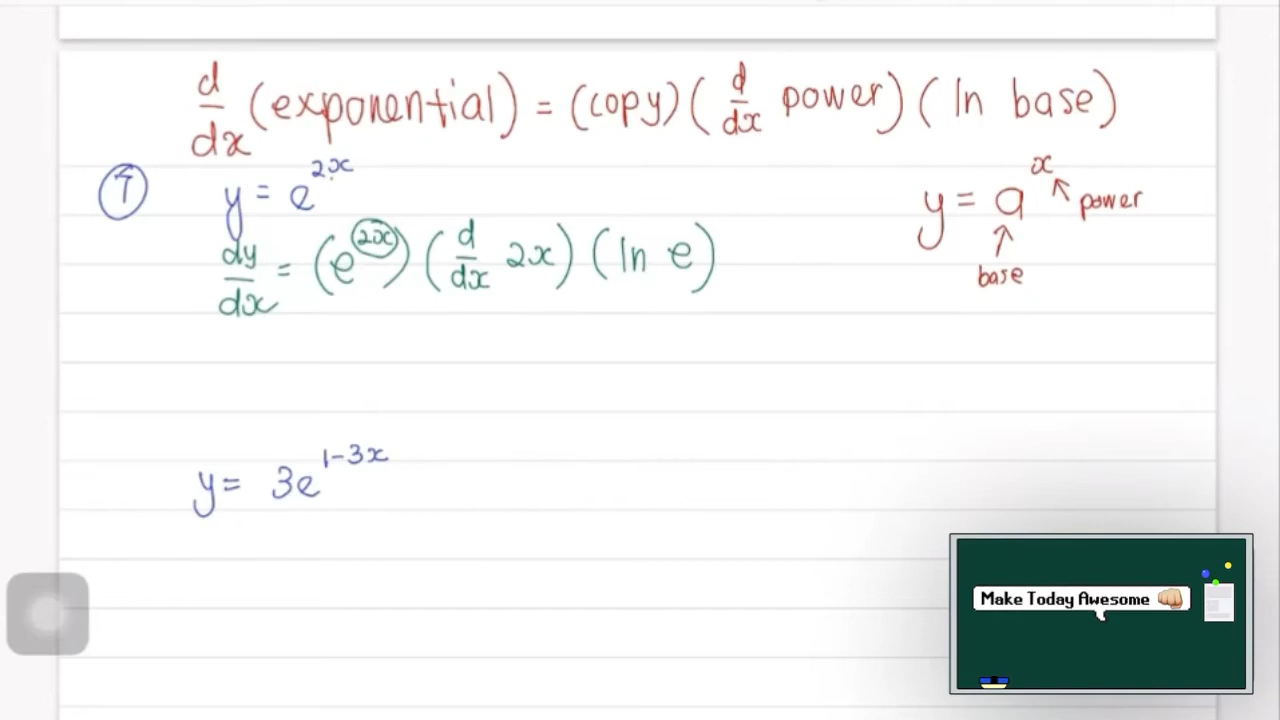 d/dx (exponential) = (copy) (d/dx power) (ln base)
① y = e^{2x}
y = a^x
power
dy/dx = (e^{2x}) (d/dx 2x) (ln e)
base
y = 3e^{1-3x}
Make Today Awesome 👊